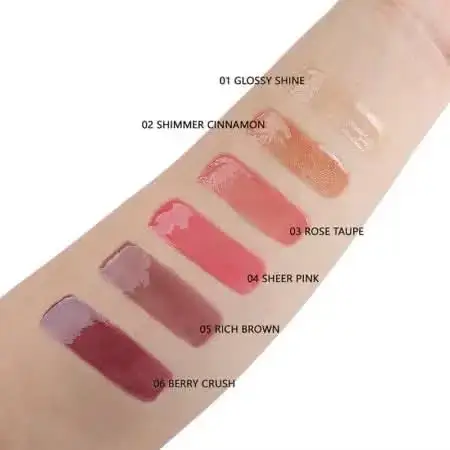 01 GLOSSY SHINE
02 SHIMMER CINNAMON
03 ROSE TAUPE
04 SHEER PINK
05 RICH BROWN
06 BERRY CRUSH